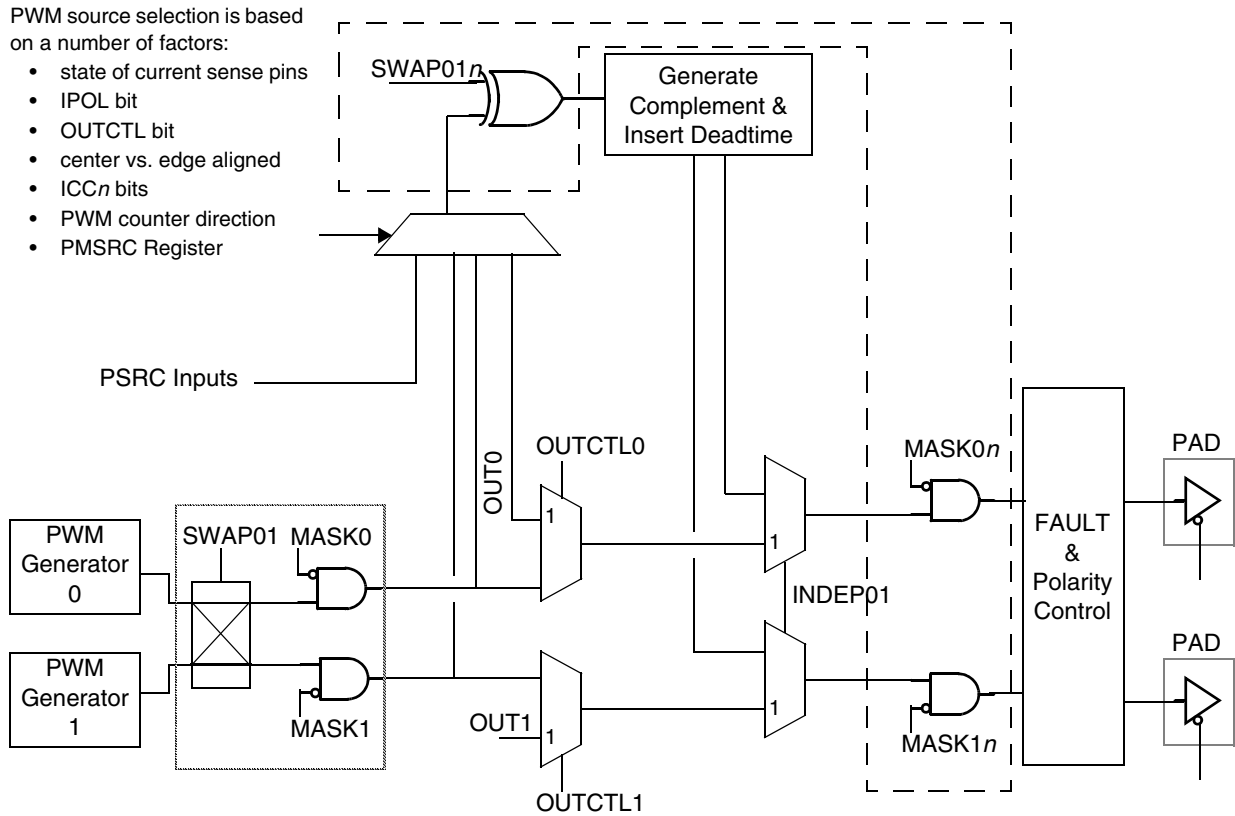 PWM source selection is based
on a number of factors:
• state of current sense pins
• IPOL bit
• OUTCTL bit
• center vs. edge aligned
• ICCn bits
• PWM counter direction
• PMSRC Register
SWAP01n
Generate
Complement &
Insert Deadtime
PSRC Inputs
OUT0
OUTCTL0
1
MASK0n
PAD
PWM
Generator
0
SWAP01
MASK0
1
INDEP01
FAULT
&
Polarity
Control
PWM
Generator
1
MASK1
OUT1
1
OUTCTL1
1
MASK1n
PAD